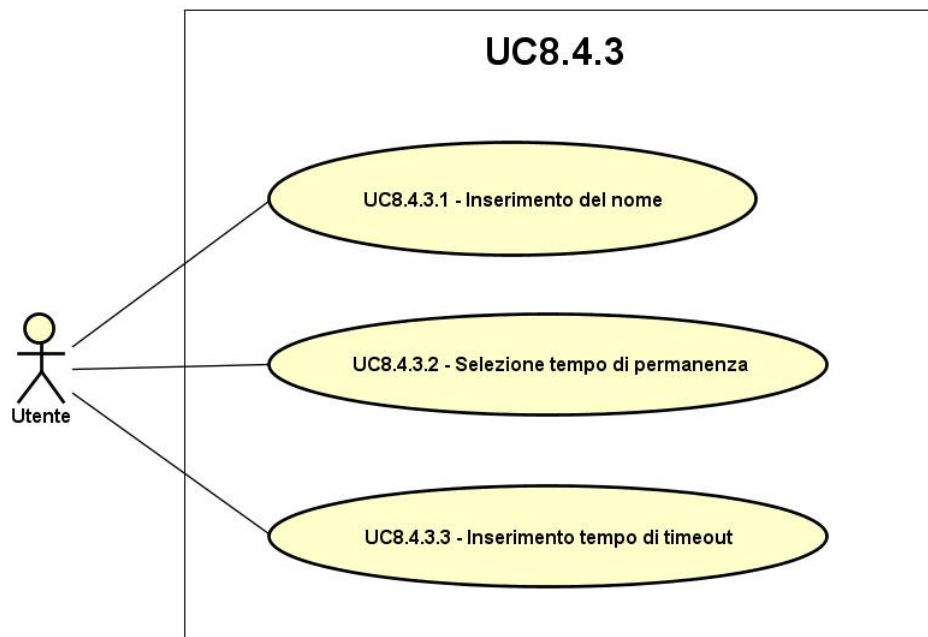 UC8.4.3
UC8.4.3.1 - Inserimento del nome
UC8.4.3.2 - Selezione tempo di permanenza
Utente
UC8.4.3.3 - Inserimento tempo di timeout